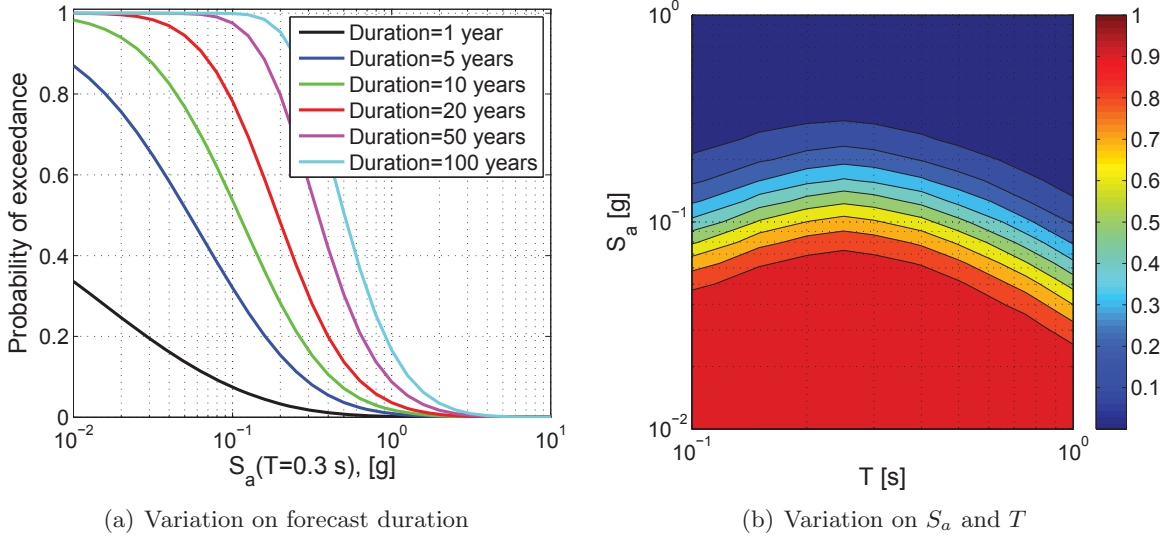 Probability of exceedance
1
0.8
0.6
0.4
0.2
0
10^-2
10^-1
10^0
10^1
S_a(T=0.3 s), [g]
Duration=1 year
Duration=5 years
Duration=10 years
Duration=20 years
Duration=50 years
Duration=100 years
(a) Variation on forecast duration
S_a [g]
10^0
10^-1
10^-2
10^-1
10^0
T [s]
1
0.9
0.8
0.7
0.6
0.5
0.4
0.3
0.2
0.1
(b) Variation on S_a and T